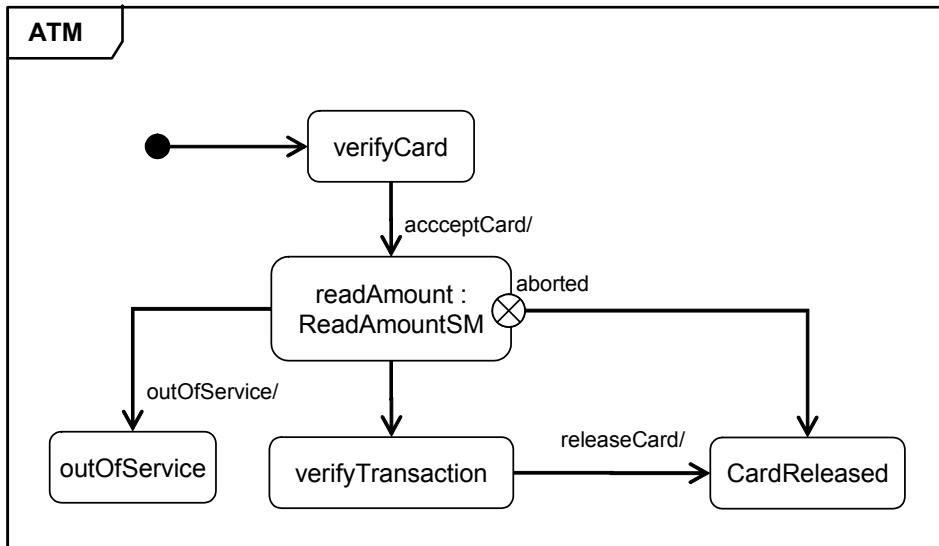 ATM
verifyCard
accceptCard/
readAmount :
ReadAmountSM
aborted
outOfService/
releaseCard/
outOfService
verifyTransaction
CardReleased